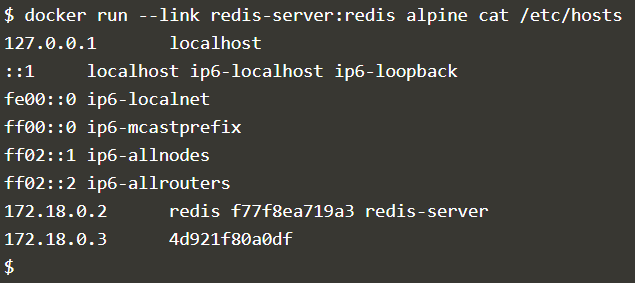 $ docker run --link redis-server:redis alpine cat /etc/hosts
127.0.0.1       localhost
::1     localhost ip6-localhost ip6-loopback
fe00::0 ip6-localnet
ff00::0 ip6-mcastprefix
ff02::1 ip6-allnodes
ff02::2 ip6-allrouters
172.18.0.2      redis f77f8ea719a3 redis-server
172.18.0.3      4d921f80a0df
$